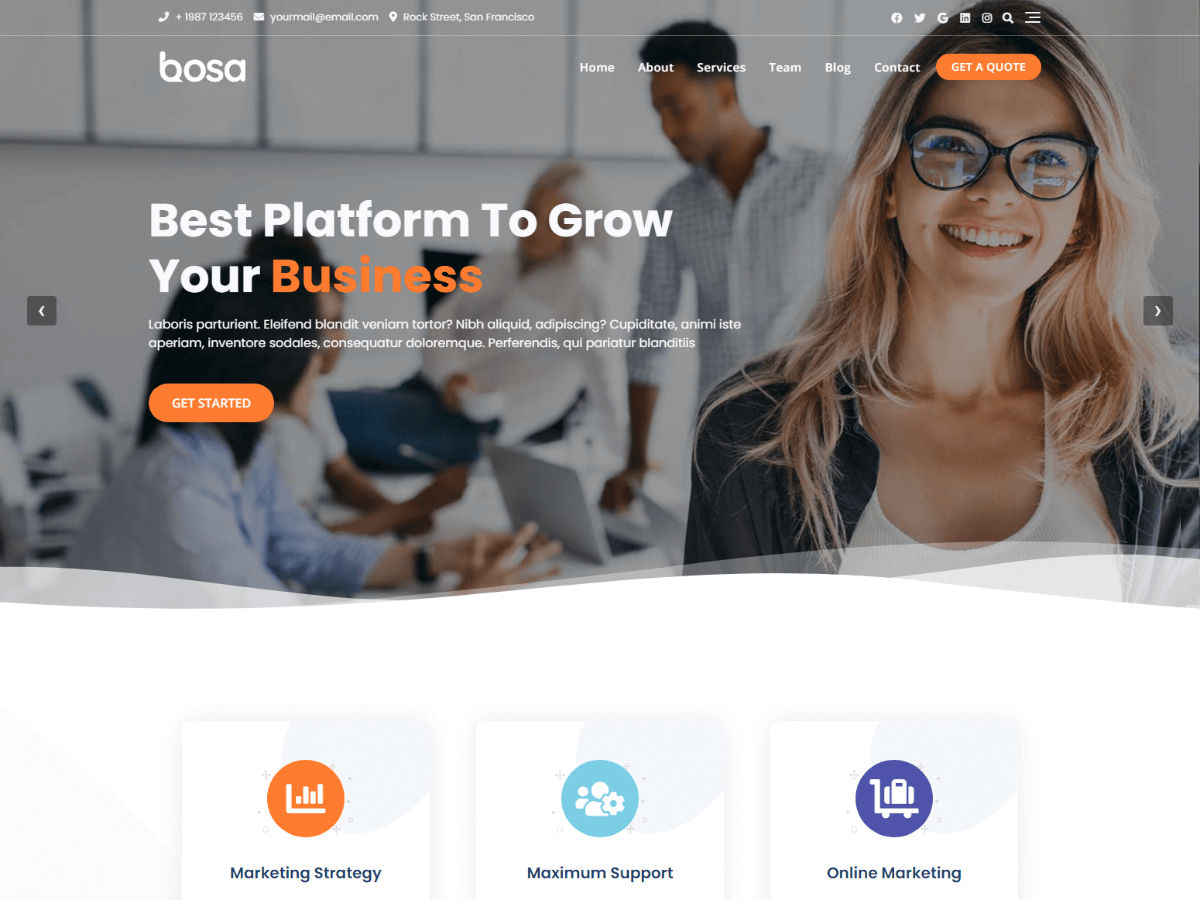 + 1987 123456 yourmail@email.com Rock Street, San Francisco
bosa
Home About Services Team Blog Contact GET A QUOTE
Best Platform To Grow
Your Business
Laboris parturient. Eleifend blandit veniam tortor? Nibh aliquid, adipiscing? Cupiditate, animi iste
aperiam, inventore sodales, consequatur doloremque. Perferendis, qui pariatur blanditiis
GET STARTED
Marketing Strategy Maximum Support Online Marketing